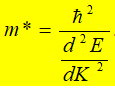 m* = ħ² / (d²E / dK²).